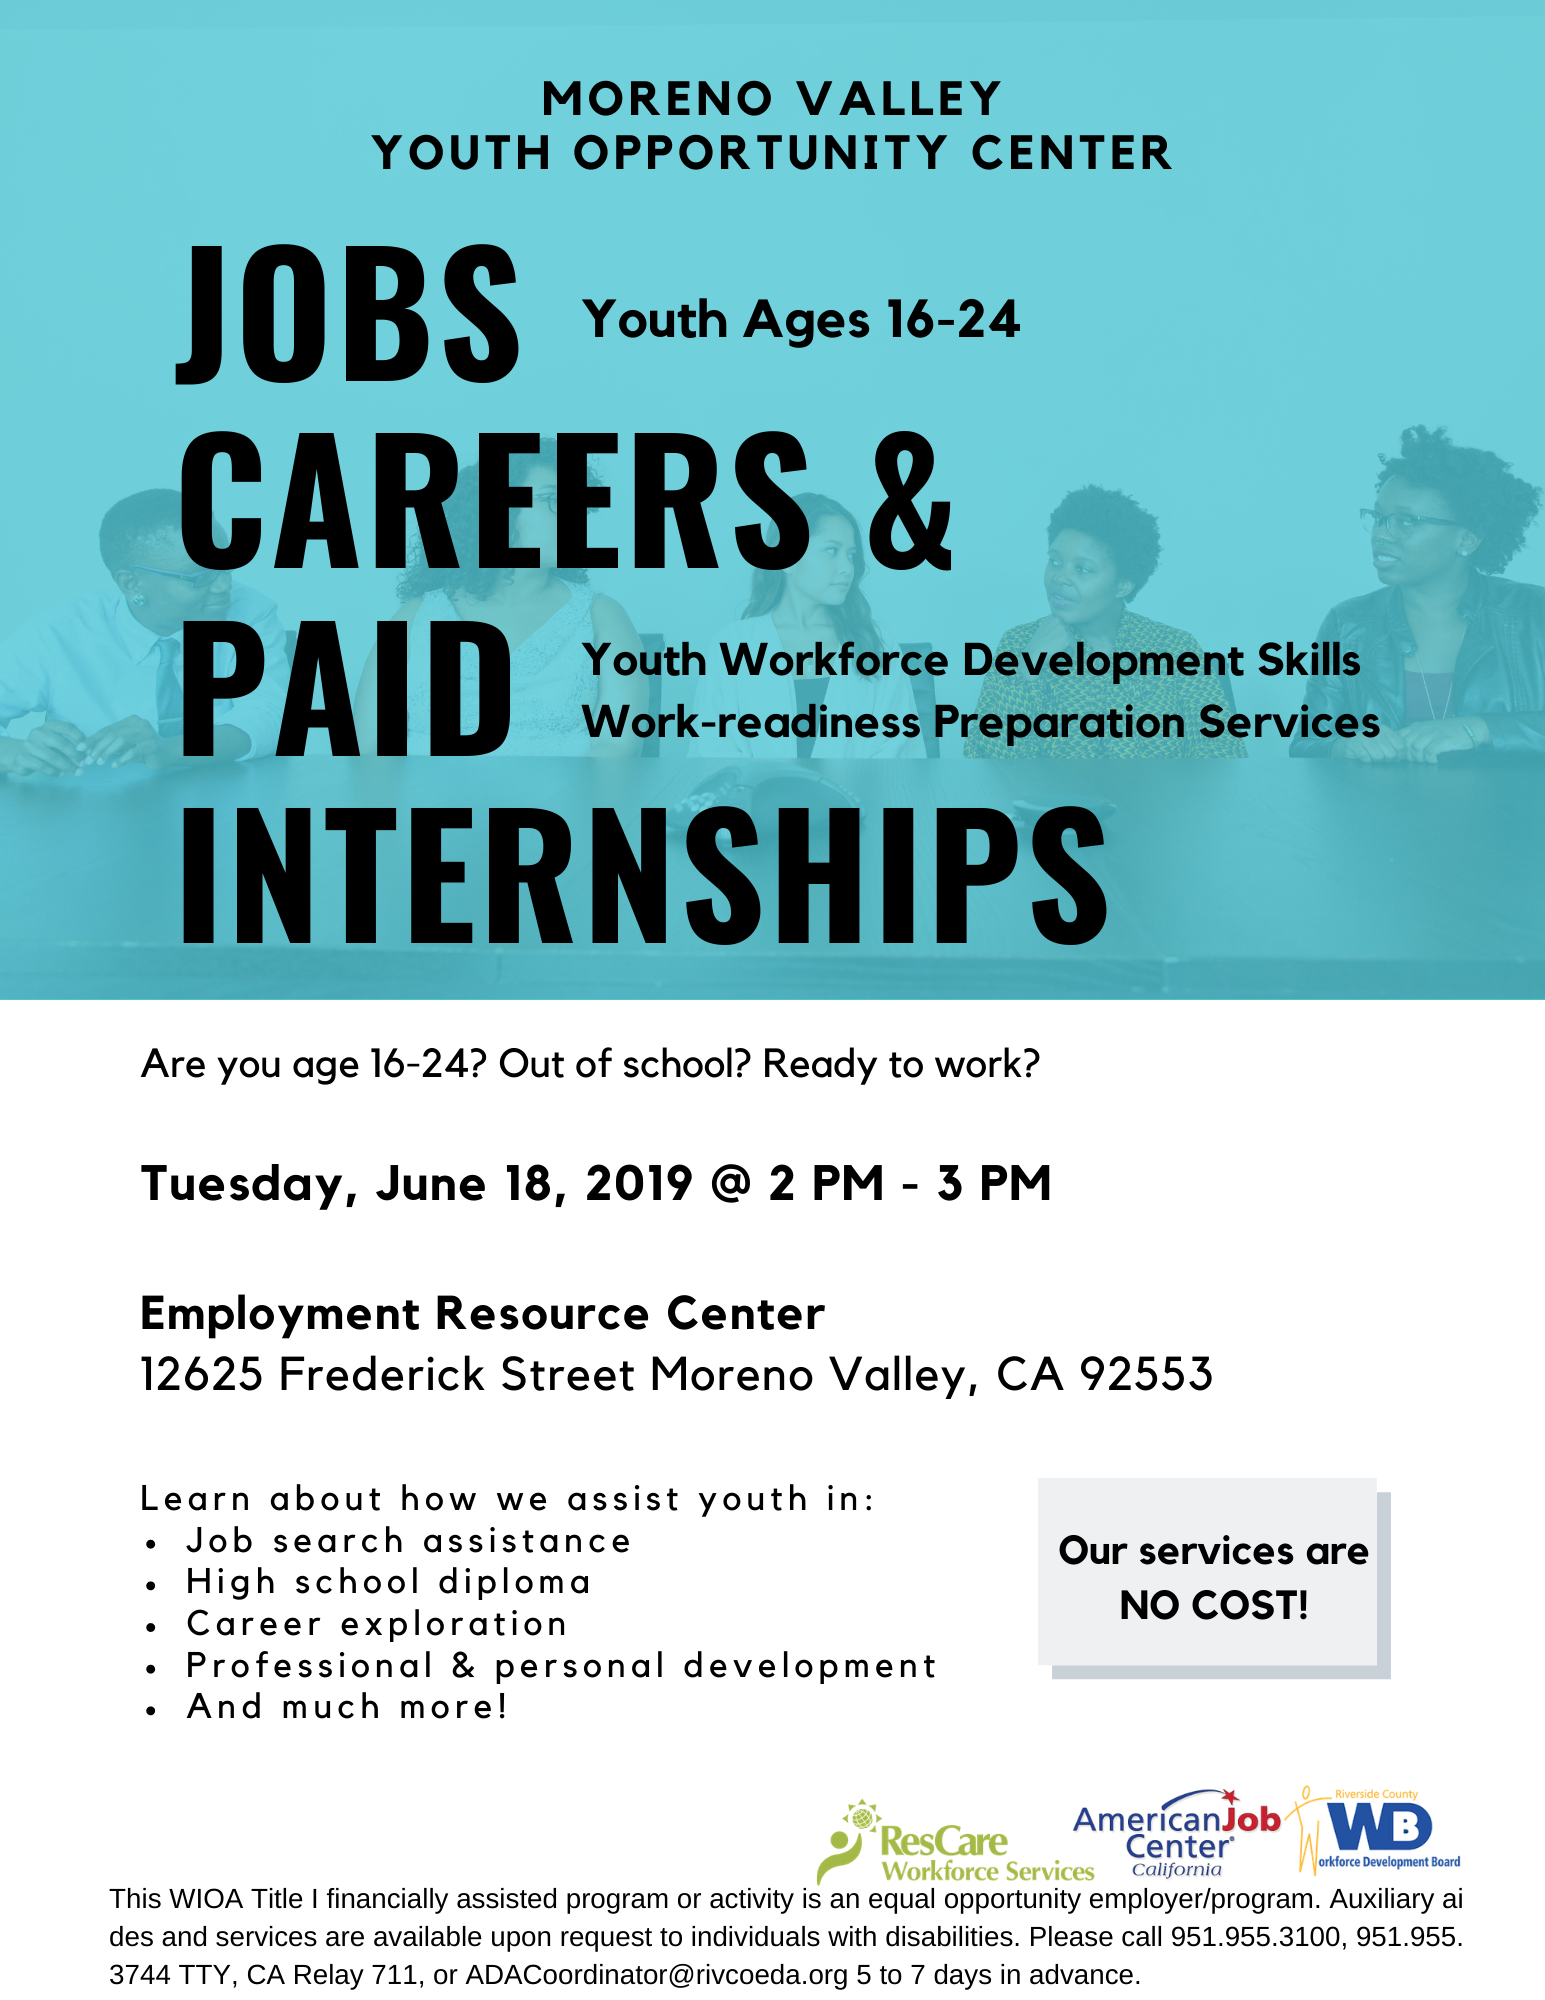 MORENO VALLEY
YOUTH OPPORTUNITY CENTER
JOBS
Youth Ages 16-24
CAREERS &
PAID
Youth Workforce Development Skills
Work-readiness Preparation Services
INTERNSHIPS
Are you age 16-24? Out of school? Ready to work?
Tuesday, June 18, 2019 @ 2 PM - 3 PM
Employment Resource Center
12625 Frederick Street Moreno Valley, CA 92553
Learn about how we assist youth in:
• Job search assistance
• High school diploma
• Career exploration
• Professional & personal development
• And much more!
Our services are
NO COST!
ResCare
Workforce Services
AmericanJob
Center®
California
Riverside County
WDB
Workforce Development Board
This WIOA Title I financially assisted program or activity is an equal opportunity employer/program. Auxiliary ai
des and services are available upon request to individuals with disabilities. Please call 951.955.3100, 951.955.
3744 TTY, CA Relay 711, or ADACoordinator@rivcoeda.org 5 to 7 days in advance.